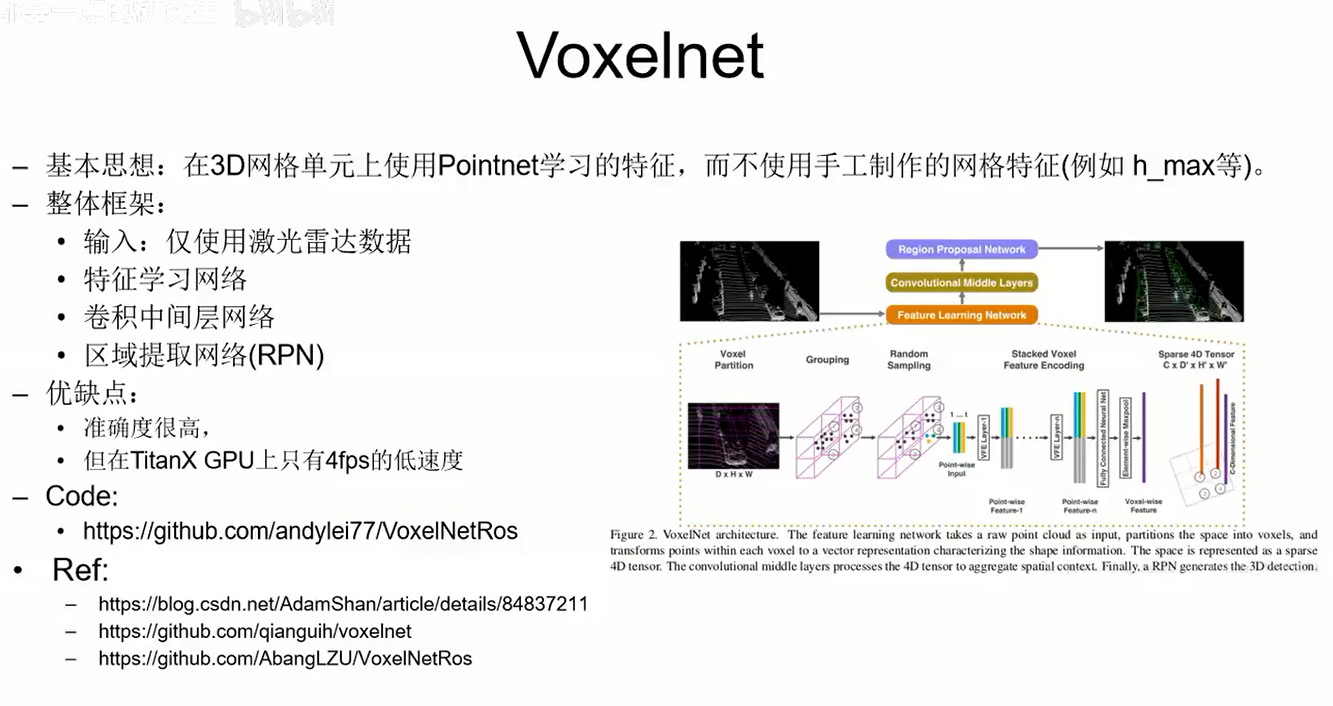 Voxelnet
– 基本思想：在3D网格单元上使用Pointnet学习的特征，而不使用手工制作的网格特征(例如 h_max等)。
– 整体框架：
• 输入：仅使用激光雷达数据
• 特征学习网络
• 卷积中间层网络
• 区域提取网络(RPN)
– 优缺点：
• 准确度很高，
• 但在TitanX GPU上只有4fps的低速度
– Code:
• https://github.com/andylei77/VoxelNetRos
• Ref:
– https://blog.csdn.net/AdamShan/article/details/84837211
– https://github.com/qianguih/voxelnet
– https://github.com/AbangLZU/VoxelNetRos
Region Proposal Network
Convolutional Middle Layers
Feature Learning Network
Voxel
Partition
Grouping
Random
Sampling
Stacked Voxel
Feature Encoding
Sparse 4D Tensor
C x D' x H' x W'
D x H x W
1 ... t
Point-wise
Input
VFE Layer-1
Point-wise
Feature-1
VFE Layer-n
Point-wise
Feature-n
Fully Connected Neural Net
Element-wise Maxpool
Voxel-wise
Feature
C-Dimensional Feature
1
2
3
4
Figure 2. VoxelNet architecture. The feature learning network takes a raw point cloud as input, partitions the space into voxels, and
transforms points within each voxel to a vector representation characterizing the shape information. The space is represented as a sparse
4D tensor. The convolutional middle layers processes the 4D tensor to aggregate spatial context. Finally, a RPN generates the 3D detection.